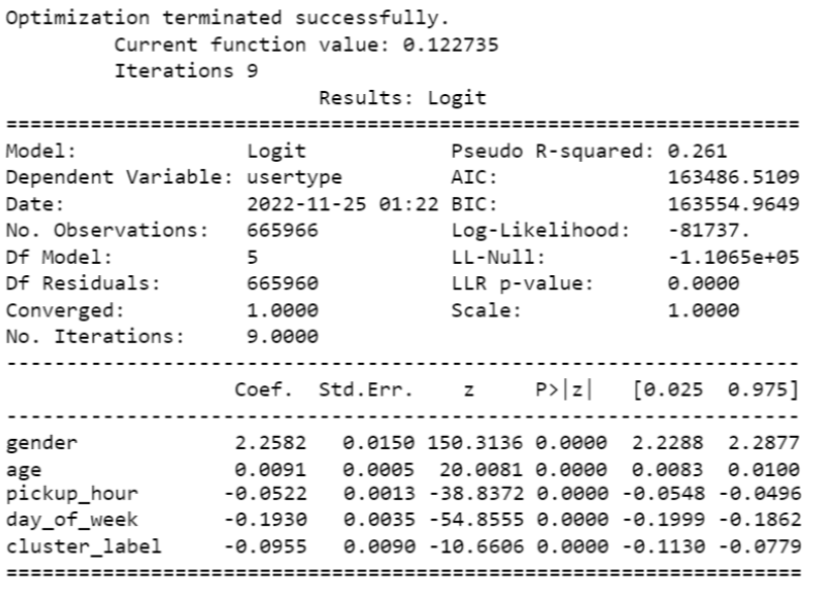 Optimization terminated successfully.
Current function value: 0.122735
Iterations 9
Results: Logit
=================================================================
Model: Logit Pseudo R-squared: 0.261
Dependent Variable: usertype AIC: 163486.5109
Date: 2022-11-25 01:22 BIC: 163554.9649
No. Observations: 665966 Log-Likelihood: -81737.
Df Model: 5 LL-Null: -1.1065e+05
Df Residuals: 665960 LLR p-value: 0.0000
Converged: 1.0000 Scale: 1.0000
No. Iterations: 9.0000
-----------------------------------------------------------------
Coef. Std.Err. z P>|z| [0.025 0.975]
-----------------------------------------------------------------
gender 2.2582 0.0150 150.3136 0.0000 2.2288 2.2877
age 0.0091 0.0005 20.0081 0.0000 0.0083 0.0100
pickup_hour -0.0522 0.0013 -38.8372 0.0000 -0.0548 -0.0496
day_of_week -0.1930 0.0035 -54.8555 0.0000 -0.1999 -0.1862
cluster_label -0.0955 0.0090 -10.6606 0.0000 -0.1130 -0.0779
=================================================================